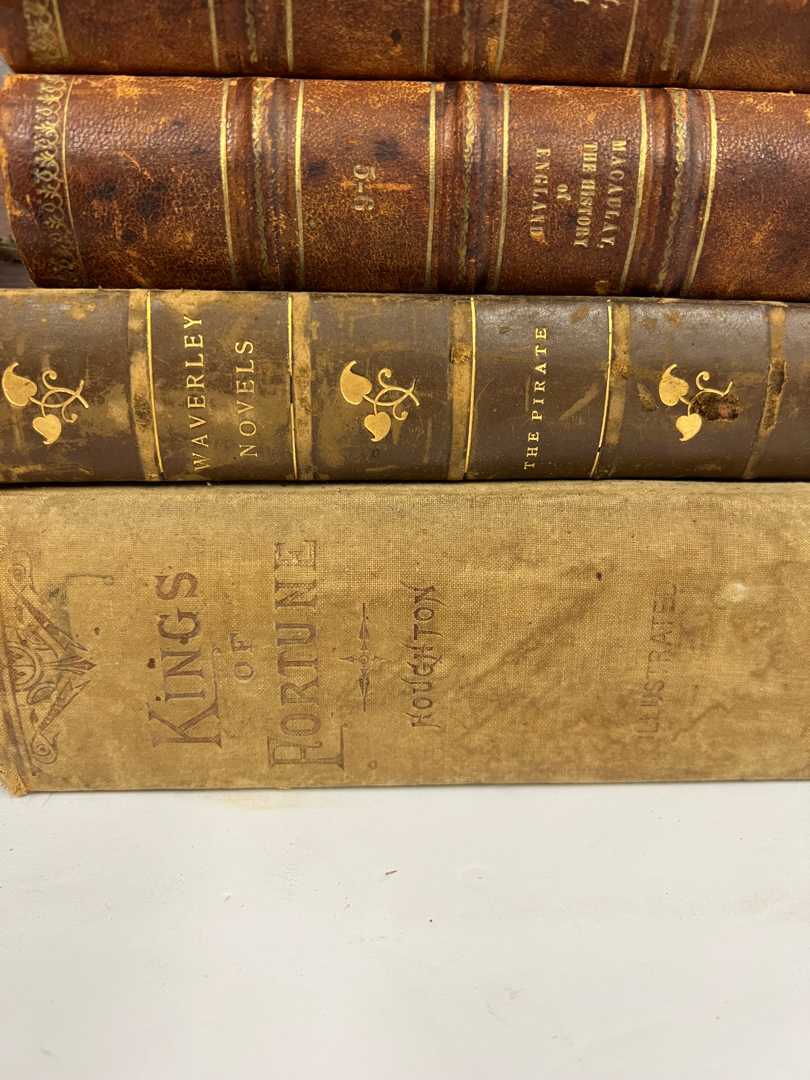 MACAULAY,
THE HISTORY
of
ENGLAND
5-6
WAVERLEY
NOVELS
THE PIRATE
KINGS
OF
FORTUNE
HOUGHTON
ILLUSTRATED